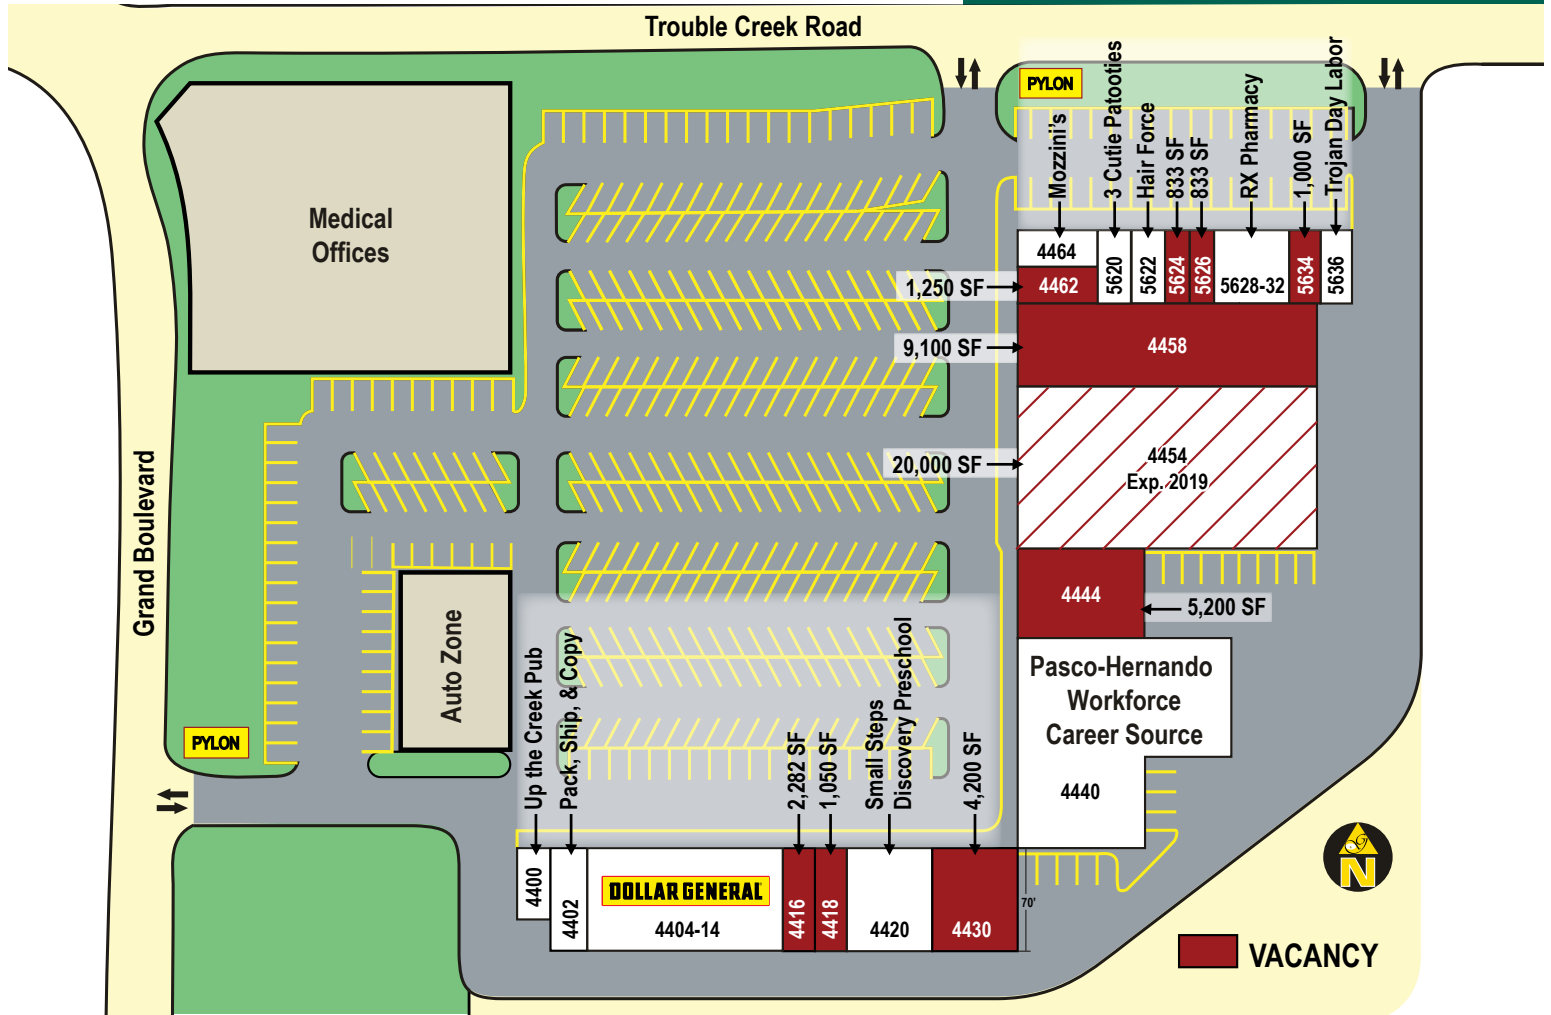 Trouble Creek Road
PYLON
Mozzini's
3 Cutie Patooties
Hair Force
833 SF
833 SF
RX Pharmacy
1,000 SF
Trojan Day Labor
Medical
Offices
4464
4462
5620
5622
5624
5626
5628-32
5634
5636
1,250 SF
9,100 SF
4458
20,000 SF
4454
Exp. 2019
Grand Boulevard
4444
5,200 SF
Auto Zone
Pasco-Hernando
Workforce
Career Source
4440
PYLON
Up the Creek Pub
Pack, Ship, & Copy
2,282 SF
1,050 SF
Small Steps
Discovery Preschool
4,200 SF
4400
4402
DOLLAR GENERAL
4404-14
4416
4418
4420
4430
70'
N
VACANCY